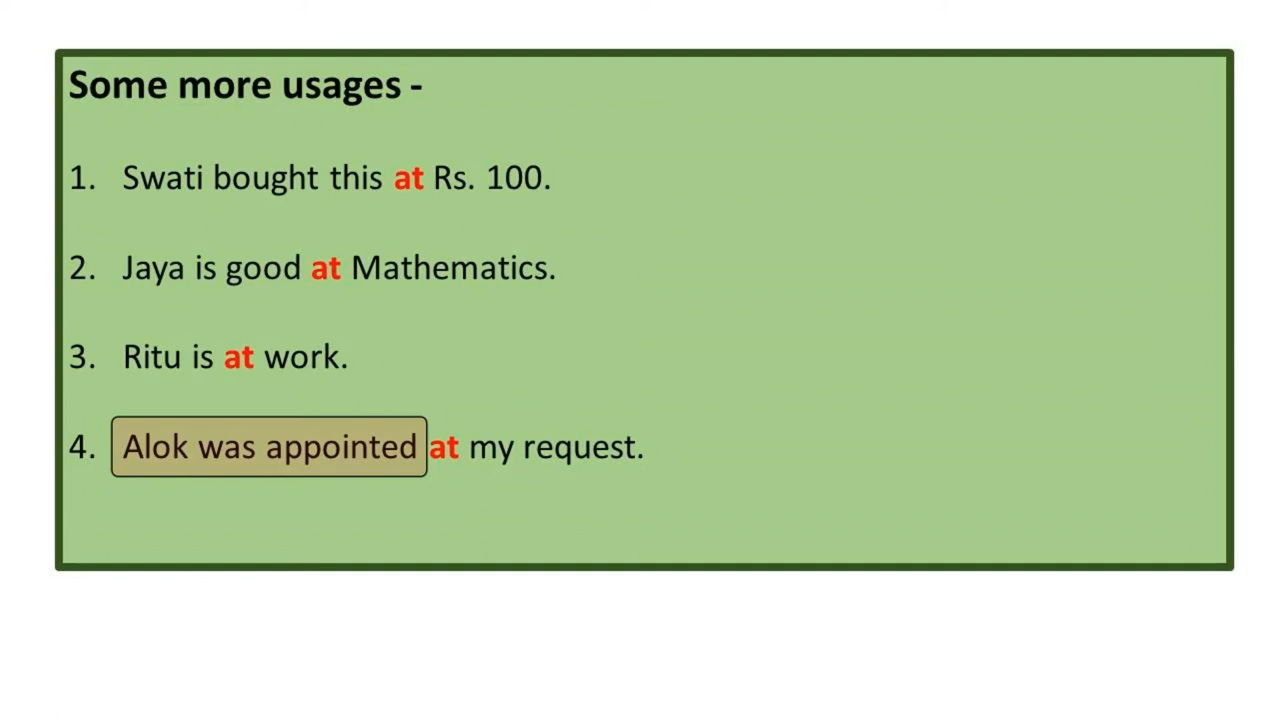 Some more usages -
1. Swati bought this at Rs. 100.
2. Jaya is good at Mathematics.
3. Ritu is at work.
4. Alok was appointed at my request.